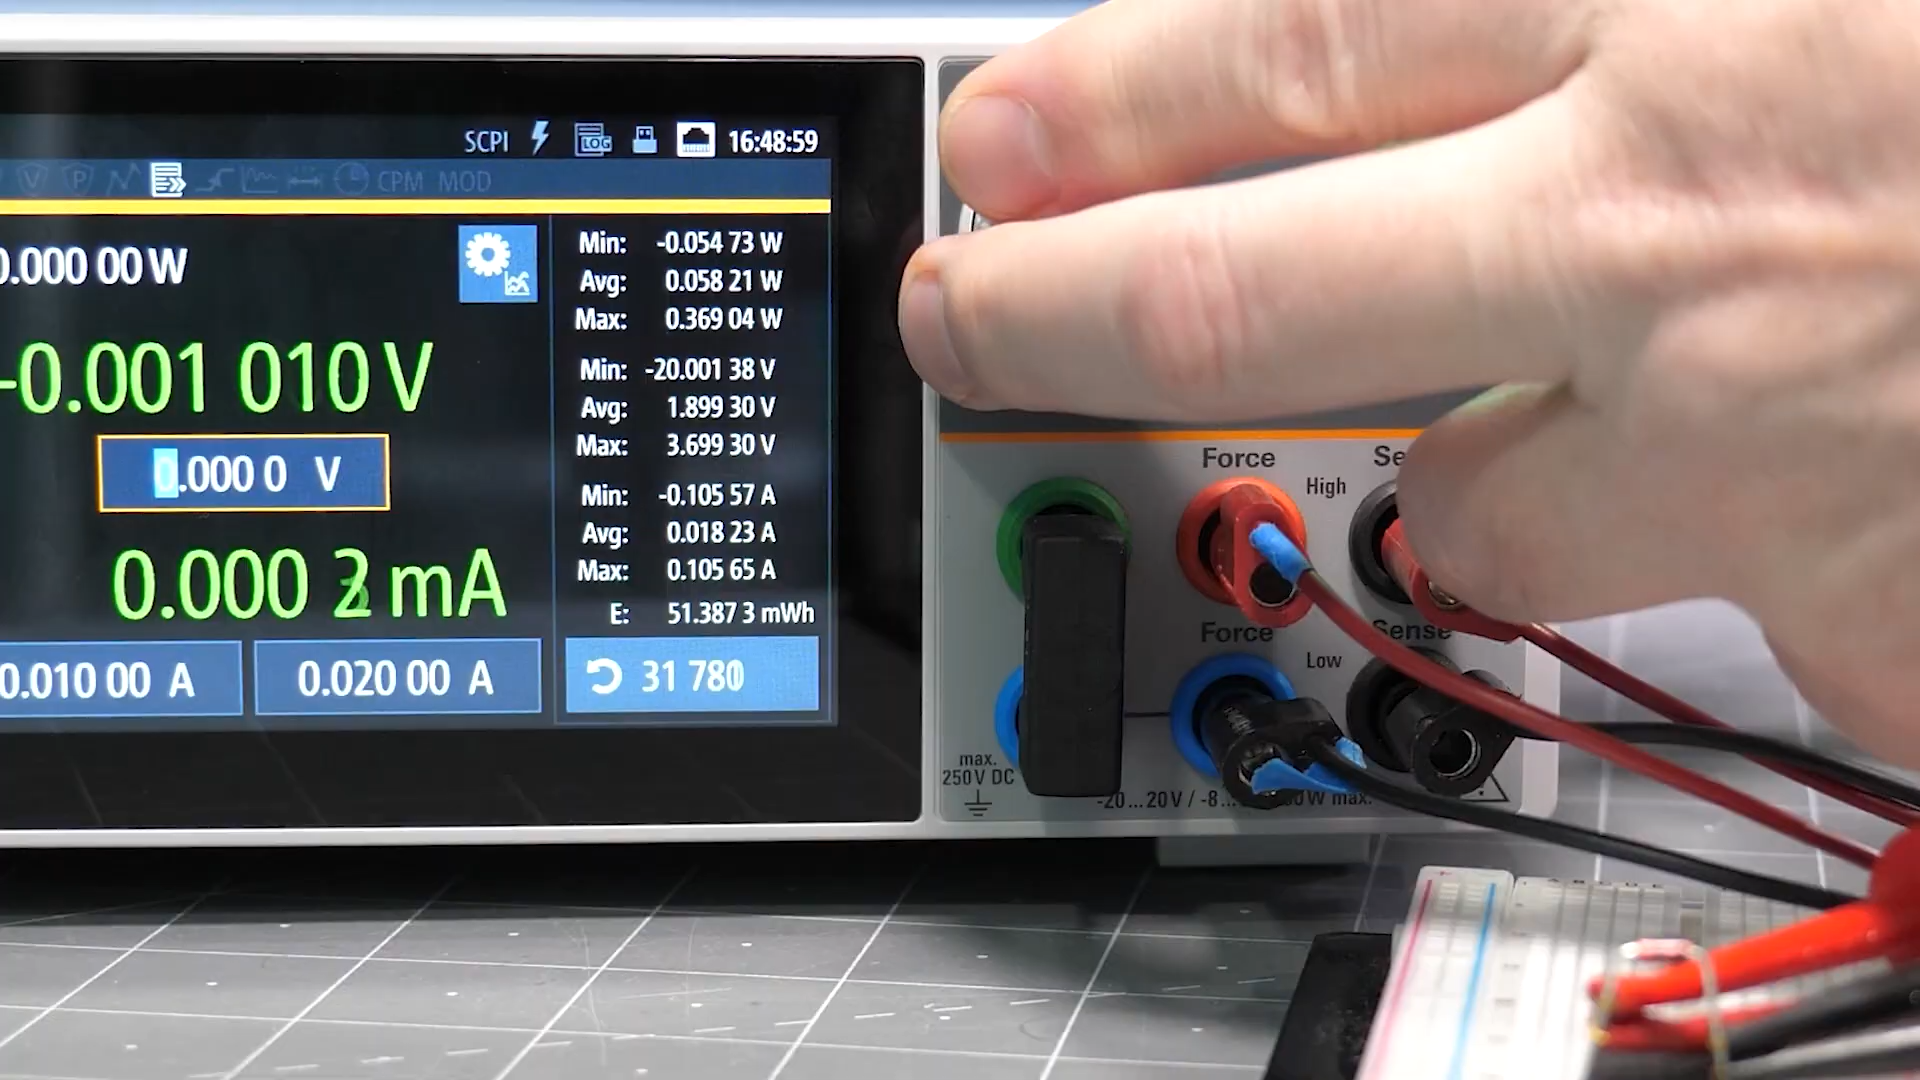 SCPI LOG 16:48:59
V P CPM MOD
0.000 00 W
-0.001 010 V
0.000 0 V
0.000 2 mA
0.010 00 A 0.020 00 A
Min: -0.054 73 W
Avg: 0.058 21 W
Max: 0.369 04 W
Min: -20.001 38 V
Avg: 1.899 30 V
Max: 3.699 30 V
Min: -0.105 57 A
Avg: 0.018 23 A
Max: 0.105 65 A
E: 51.387 3 mWh
31 780
Force Se
High
Force Sense
Low
max.
250V DC
-20...20V / -8... W max.